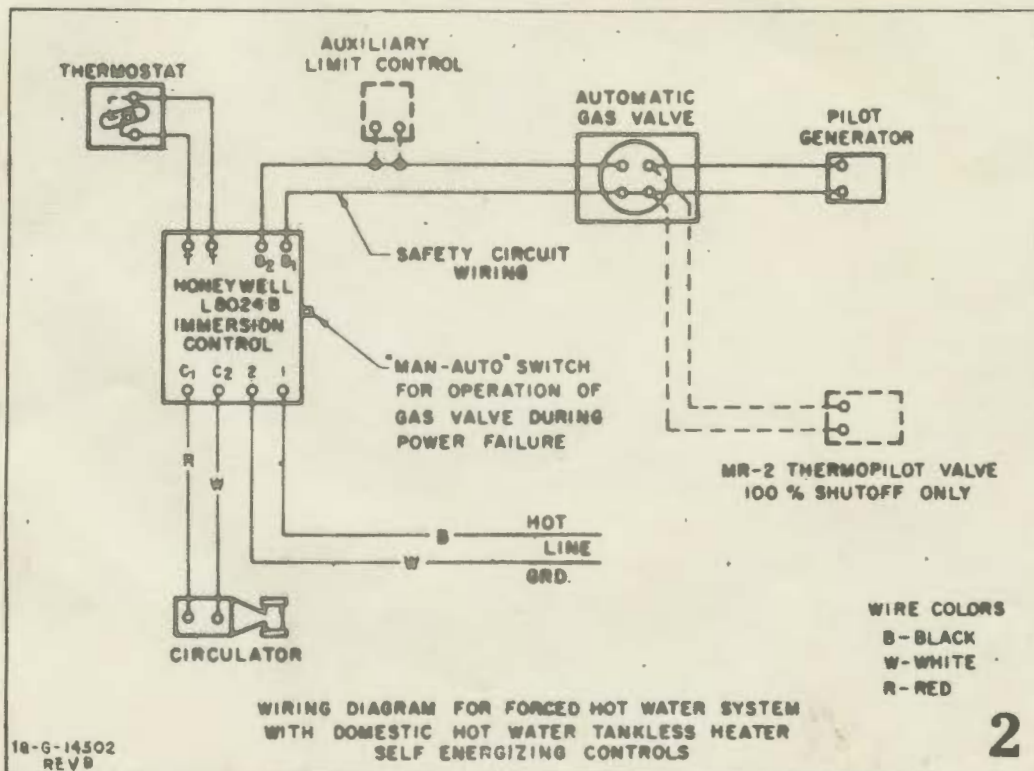 AUXILIARY
LIMIT CONTROL
THERMOSTAT
AUTOMATIC
GAS VALVE
PILOT
GENERATOR
T T B2 B1
SAFETY CIRCUIT
WIRING
HONEYWELL
L8024B
IMMERSION
CONTROL
C1 C2 2 1
"MAN-AUTO" SWITCH
FOR OPERATION OF
GAS VALVE DURING
POWER FAILURE
R
W
MR-2 THERMOPILOT VALVE
100 % SHUTOFF ONLY
B
HOT
LINE
W
GRD.
CIRCULATOR
WIRE COLORS
B-BLACK
W-WHITE
R-RED
WIRING DIAGRAM FOR FORCED HOT WATER SYSTEM
WITH DOMESTIC HOT WATER TANKLESS HEATER
SELF ENERGIZING CONTROLS
18-G-14502
REV B
2